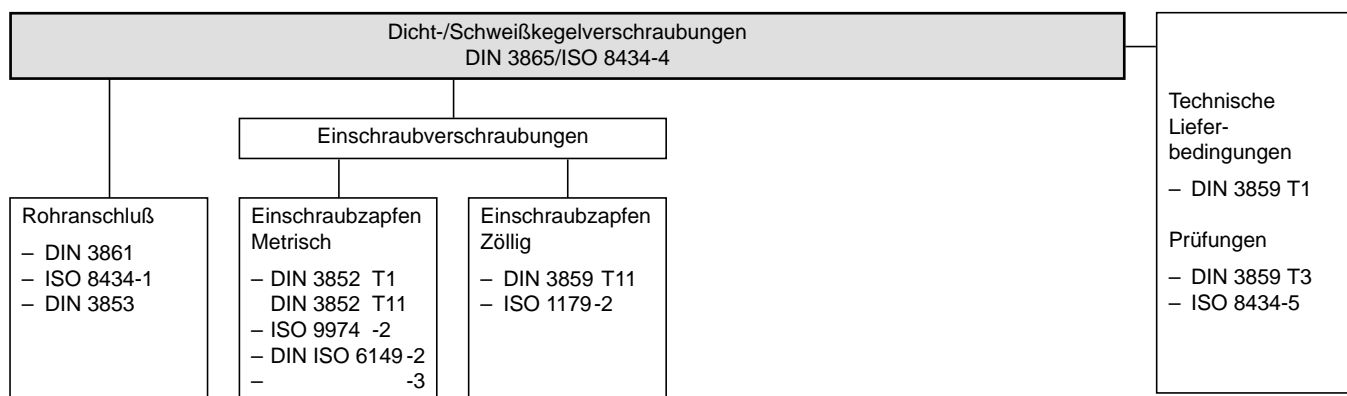 Dicht-/Schweißkegelverschraubungen
DIN 3865/ISO 8434-4
Einschraubverschraubungen
Rohranschluß
– DIN 3861
– ISO 8434-1
– DIN 3853
Einschraubzapfen
Metrisch
– DIN 3852 T1
DIN 3852 T11
– ISO 9974 -2
– DIN ISO 6149 -2
– -3
Einschraubzapfen
Zöllig
– DIN 3859 T11
– ISO 1179 -2
Technische
Liefer-
bedingungen
– DIN 3859 T1
Prüfungen
– DIN 3859 T3
– ISO 8434-5